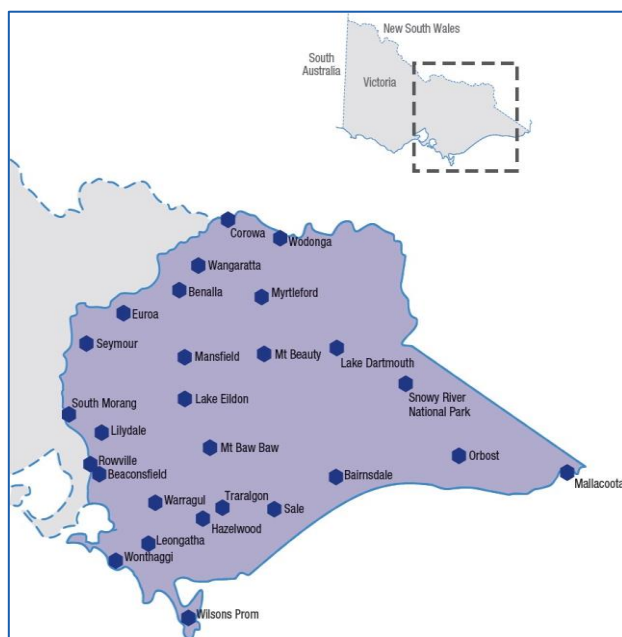 New South Wales
South
Australia
Victoria
Corowa
Wodonga
Wangaratta
Benalla
Myrtleford
Euroa
Seymour
Mansfield
Mt Beauty
Lake Dartmouth
Snowy River
National Park
Lake Eildon
South Morang
Lilydale
Mt Baw Baw
Orbost
Rowville
Beaconsfield
Bairnsdale
Mallacoota
Warragul
Traralgon
Sale
Hazelwood
Leongatha
Wonthaggi
Wilsons Prom